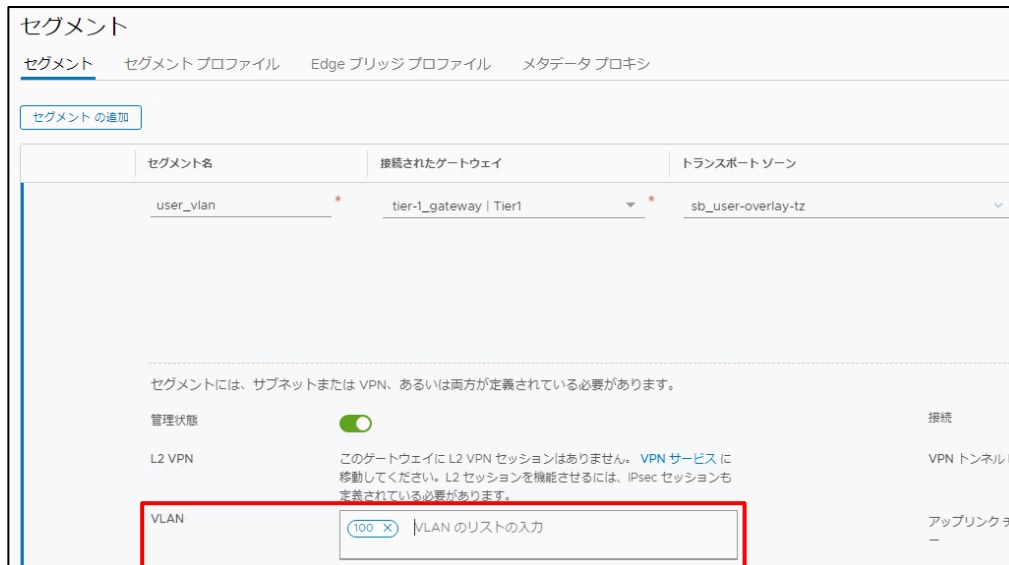 セグメント
セグメント セグメント プロファイル Edge ブリッジ プロファイル メタデータ プロキシ
セグメント の追加
セグメント名 接続されたゲートウェイ トランスポート ゾーン
user_vlan * tier-1_gateway | Tier1 * sb_user-overlay-tz
セグメントには、サブネットまたは VPN、あるいは両方が定義されている必要があります。
管理状態 接続
L2 VPN このゲートウェイに L2 VPN セッションはありません。 VPN サービス に VPN トンネル
移動してください。L2 セッションを機能させるには、IPsec セッションも
定義されている必要があります。
VLAN 100 × VLAN のリストの入力 アップリンク
ー